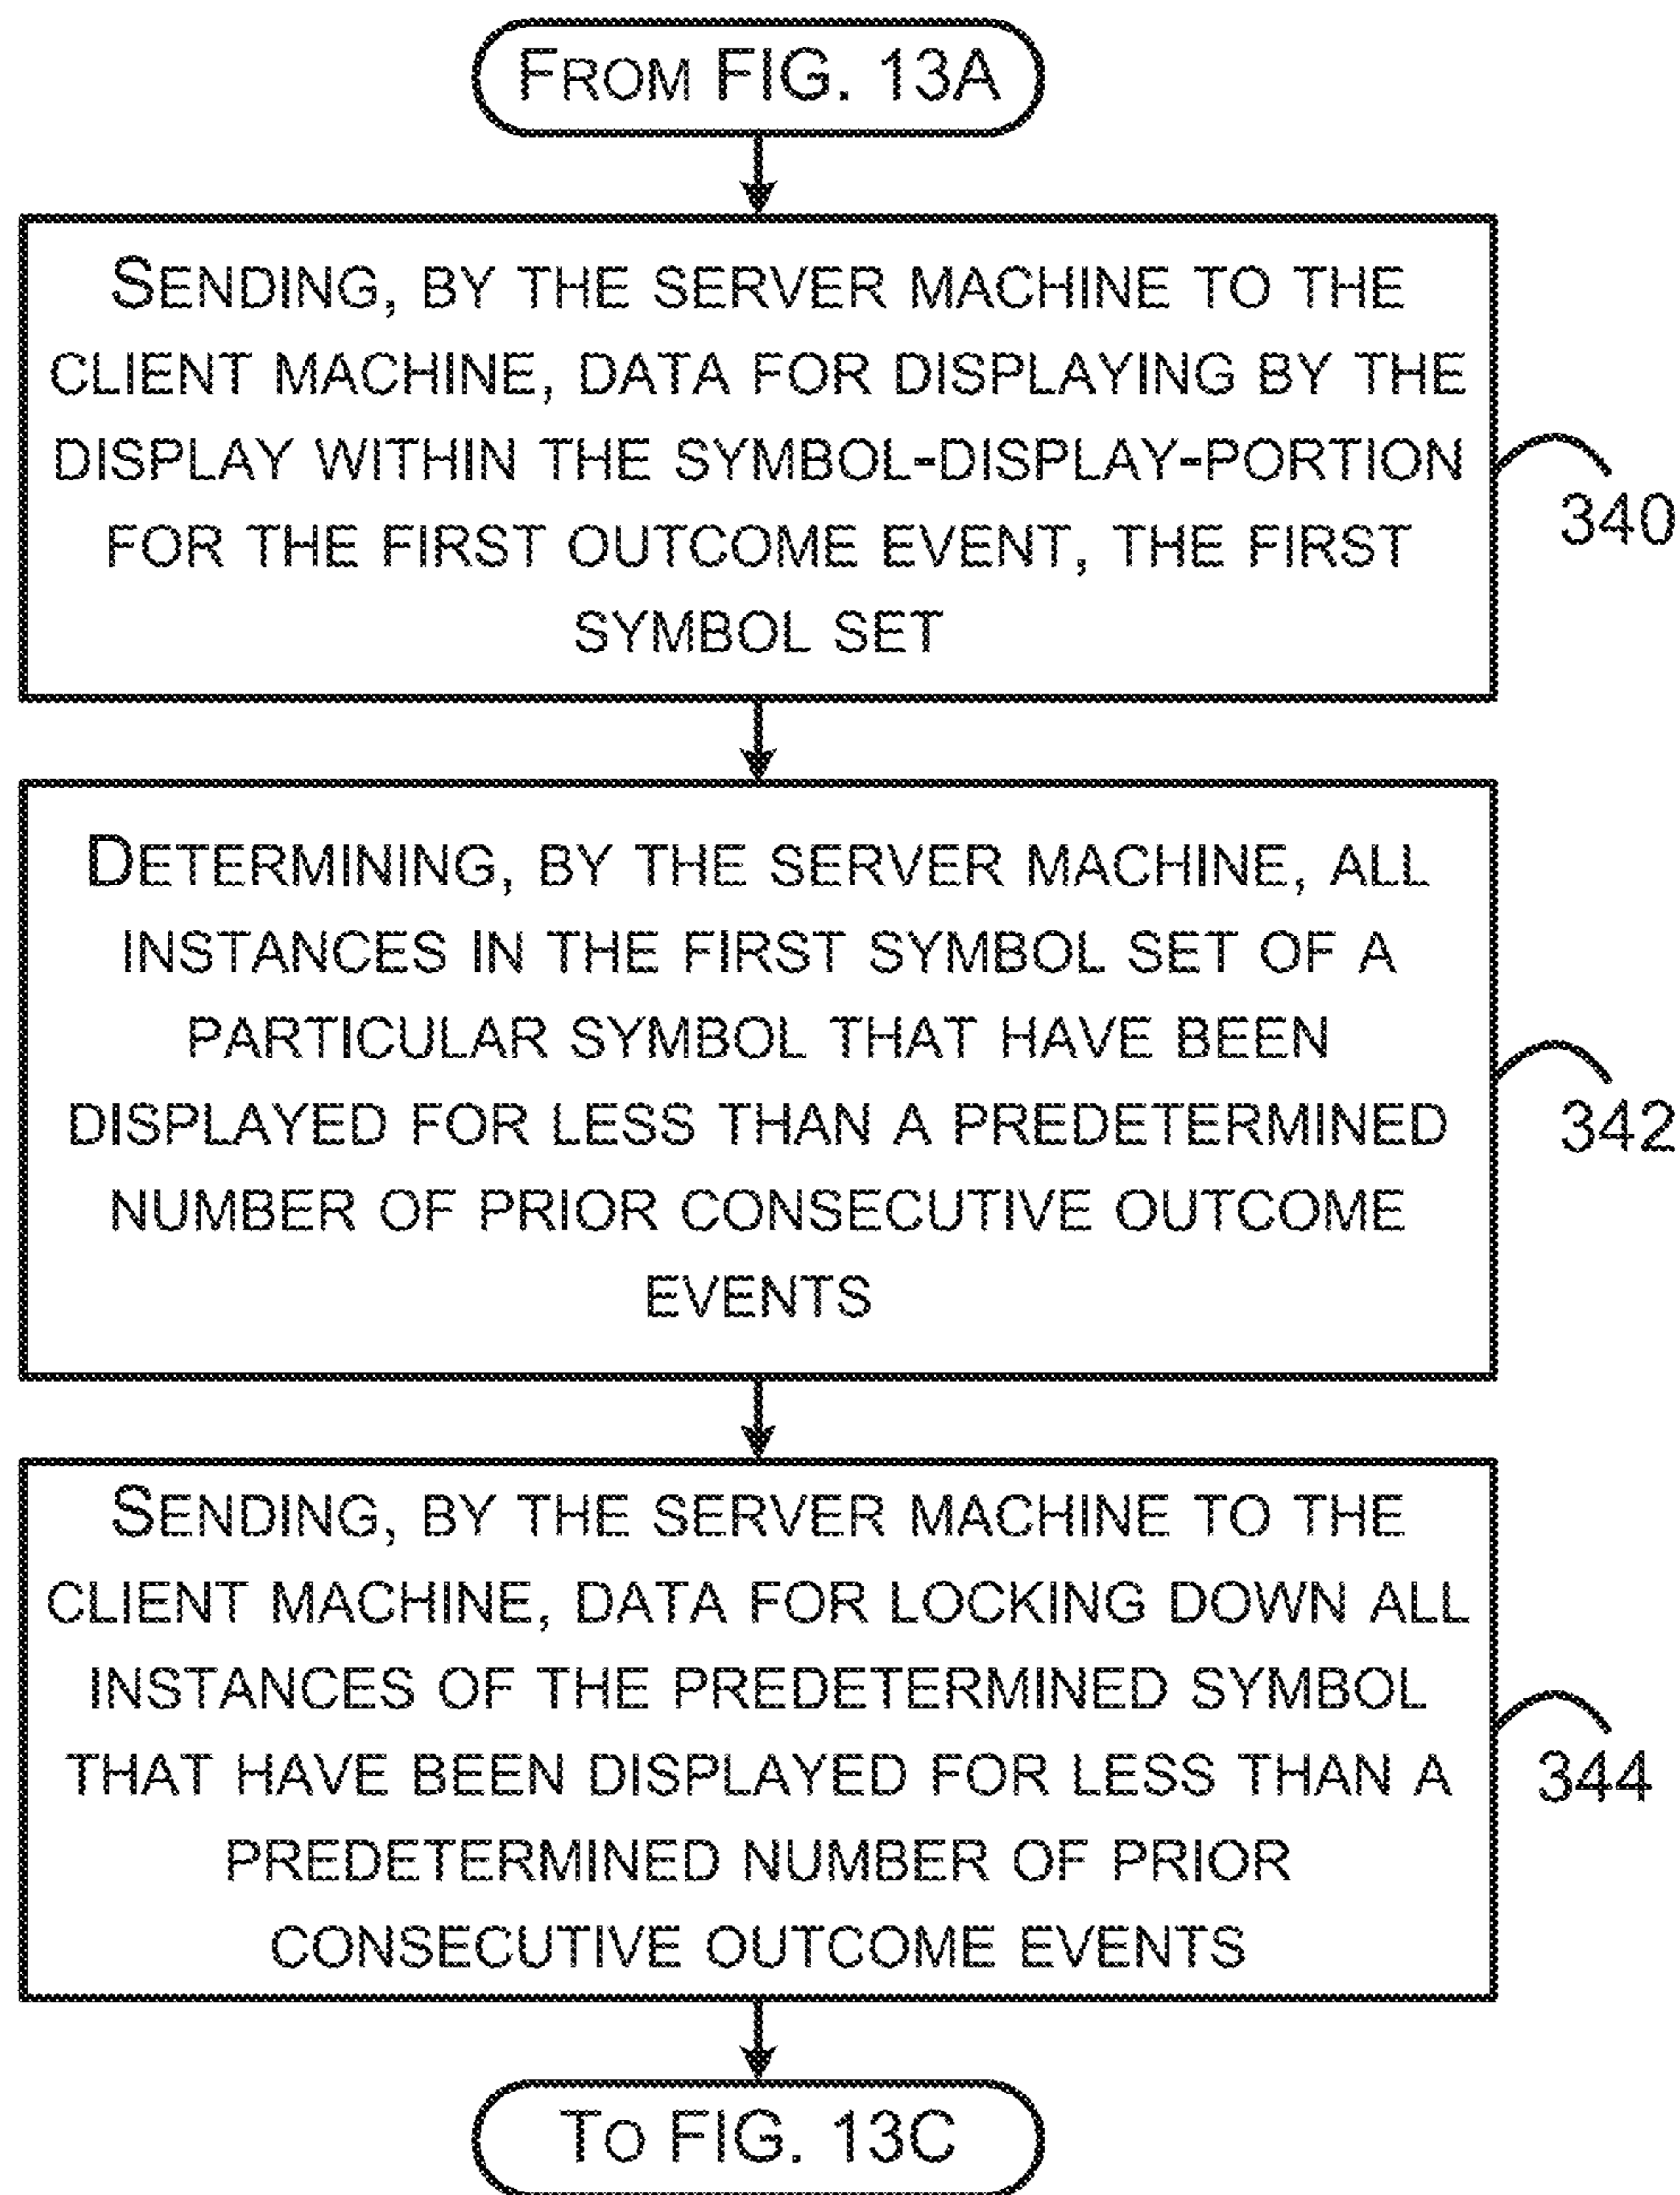 FROM FIG. 13A
SENDING, BY THE SERVER MACHINE TO THE
CLIENT MACHINE, DATA FOR DISPLAYING BY THE
DISPLAY WITHIN THE SYMBOL-DISPLAY-PORTION
FOR THE FIRST OUTCOME EVENT, THE FIRST
SYMBOL SET
340
DETERMINING, BY THE SERVER MACHINE, ALL
INSTANCES IN THE FIRST SYMBOL SET OF A
PARTICULAR SYMBOL THAT HAVE BEEN
DISPLAYED FOR LESS THAN A PREDETERMINED
NUMBER OF PRIOR CONSECUTIVE OUTCOME
EVENTS
342
SENDING, BY THE SERVER MACHINE TO THE
CLIENT MACHINE, DATA FOR LOCKING DOWN ALL
INSTANCES OF THE PREDETERMINED SYMBOL
THAT HAVE BEEN DISPLAYED FOR LESS THAN A
PREDETERMINED NUMBER OF PRIOR
CONSECUTIVE OUTCOME EVENTS
344
TO FIG. 13C